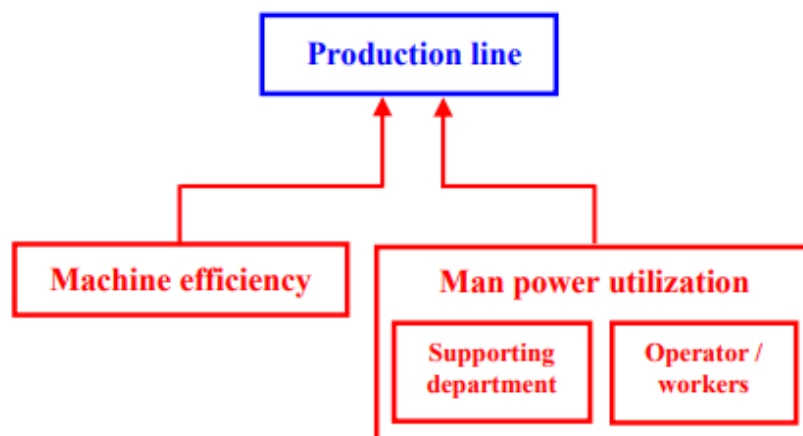 Production line
Machine efficiency
Man power utilization
Supporting
department
Operator /
workers